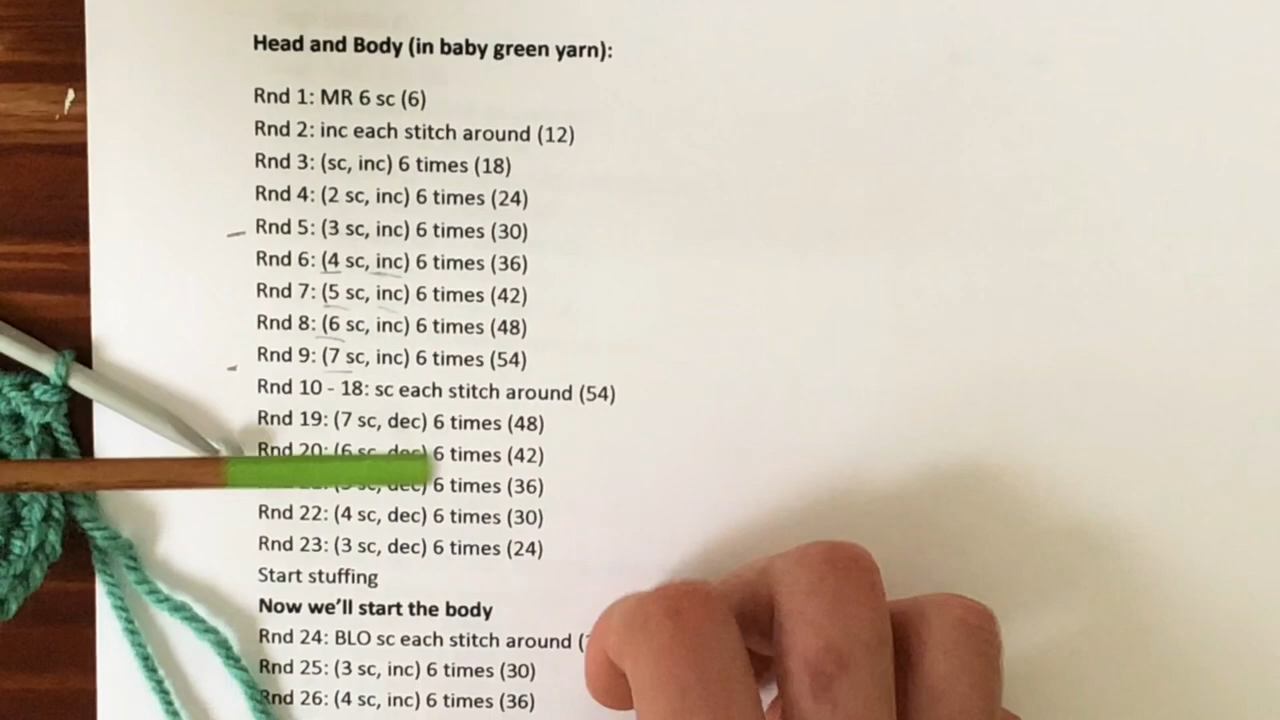 Head and Body (in baby green yarn):
Rnd 1: MR 6 sc (6)
Rnd 2: inc each stitch around (12)
Rnd 3: (sc, inc) 6 times (18)
Rnd 4: (2 sc, inc) 6 times (24)
Rnd 5: (3 sc, inc) 6 times (30)
Rnd 6: (4 sc, inc) 6 times (36)
Rnd 7: (5 sc, inc) 6 times (42)
Rnd 8: (6 sc, inc) 6 times (48)
Rnd 9: (7 sc, inc) 6 times (54)
Rnd 10 - 18: sc each stitch around (54)
Rnd 19: (7 sc, dec) 6 times (48)
Rnd 20: (6 sc, dec) 6 times (42)
sc, dec) 6 times (36)
Rnd 22: (4 sc, dec) 6 times (30)
Rnd 23: (3 sc, dec) 6 times (24)
Start stuffing
Now we'll start the body
Rnd 24: BLO sc each stitch around (
Rnd 25: (3 sc, inc) 6 times (30)
Rnd 26: (4 sc, inc) 6 times (36)